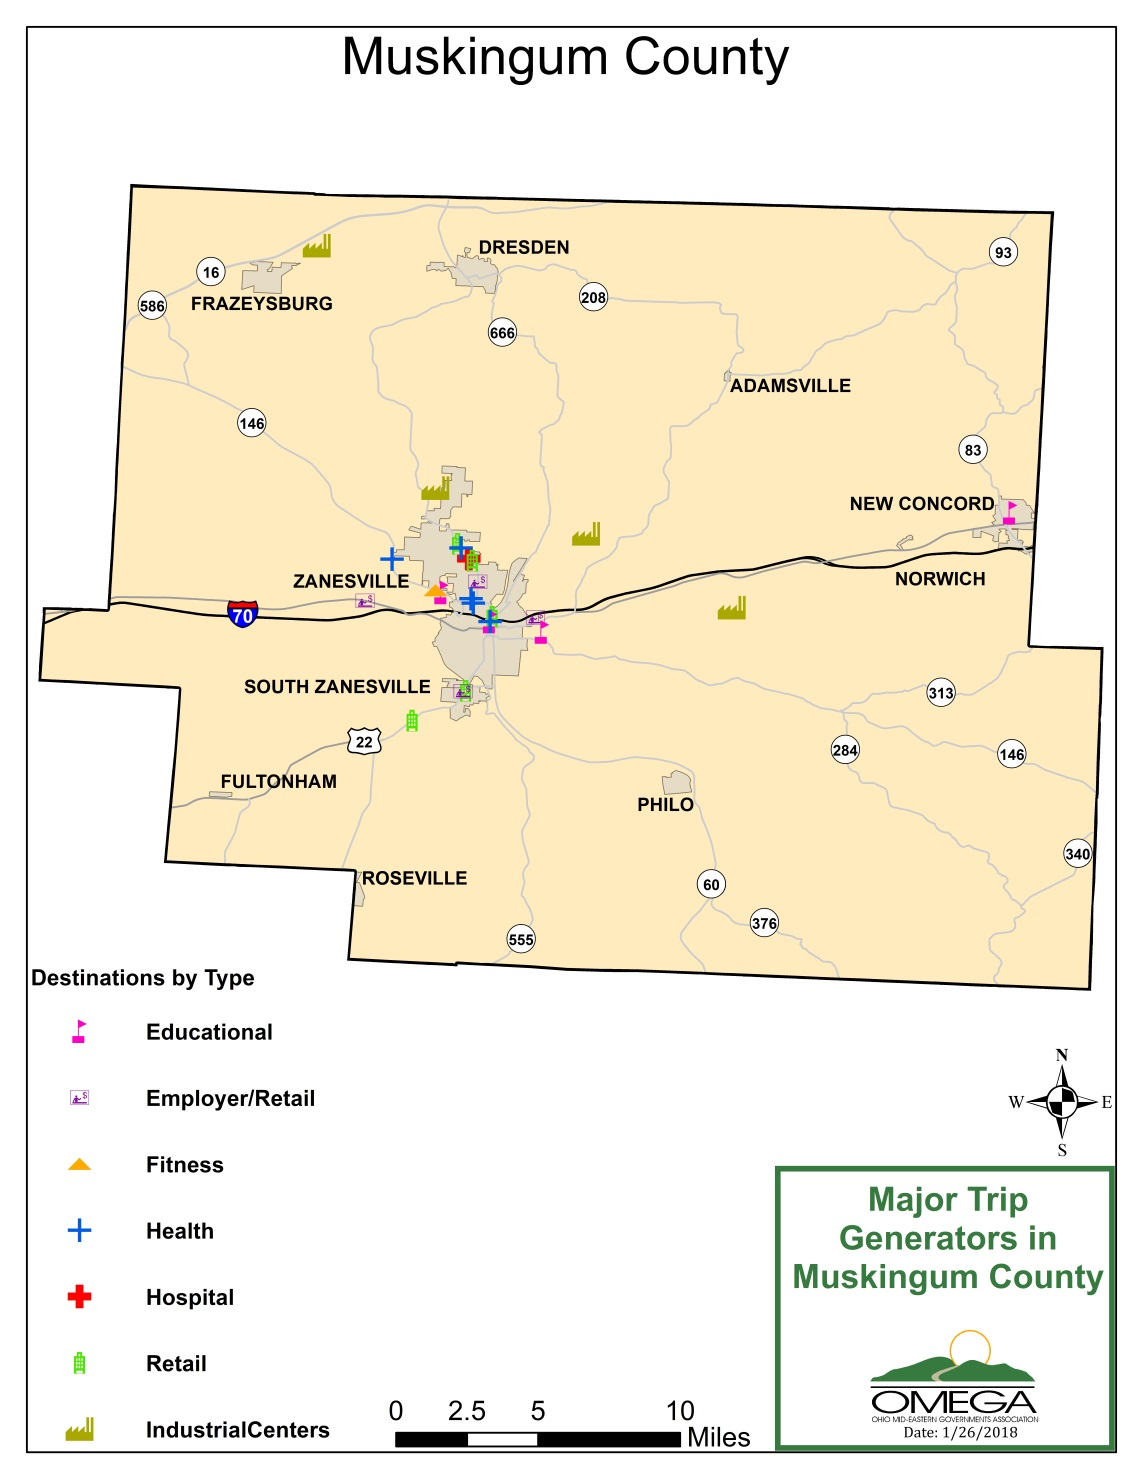 Muskingum County
DRESDEN
93
16
208
FRAZEYSBURG
586
666
ADAMSVILLE
146
83
NEW CONCORD
ZANESVILLE
NORWICH
70
SOUTH ZANESVILLE
313
22
284
146
FULTONHAM
PHILO
340
ROSEVILLE
60
376
555
Destinations by Type
Educational
Employer/Retail
Fitness
Health
Hospital
Retail
IndustrialCenters
0 2.5 5 10
Miles
N
W E
S
Major Trip
Generators in
Muskingum County
OMEGA
OHIO MID-EASTERN GOVERNMENTS ASSOCIATION
Date: 1/26/2018